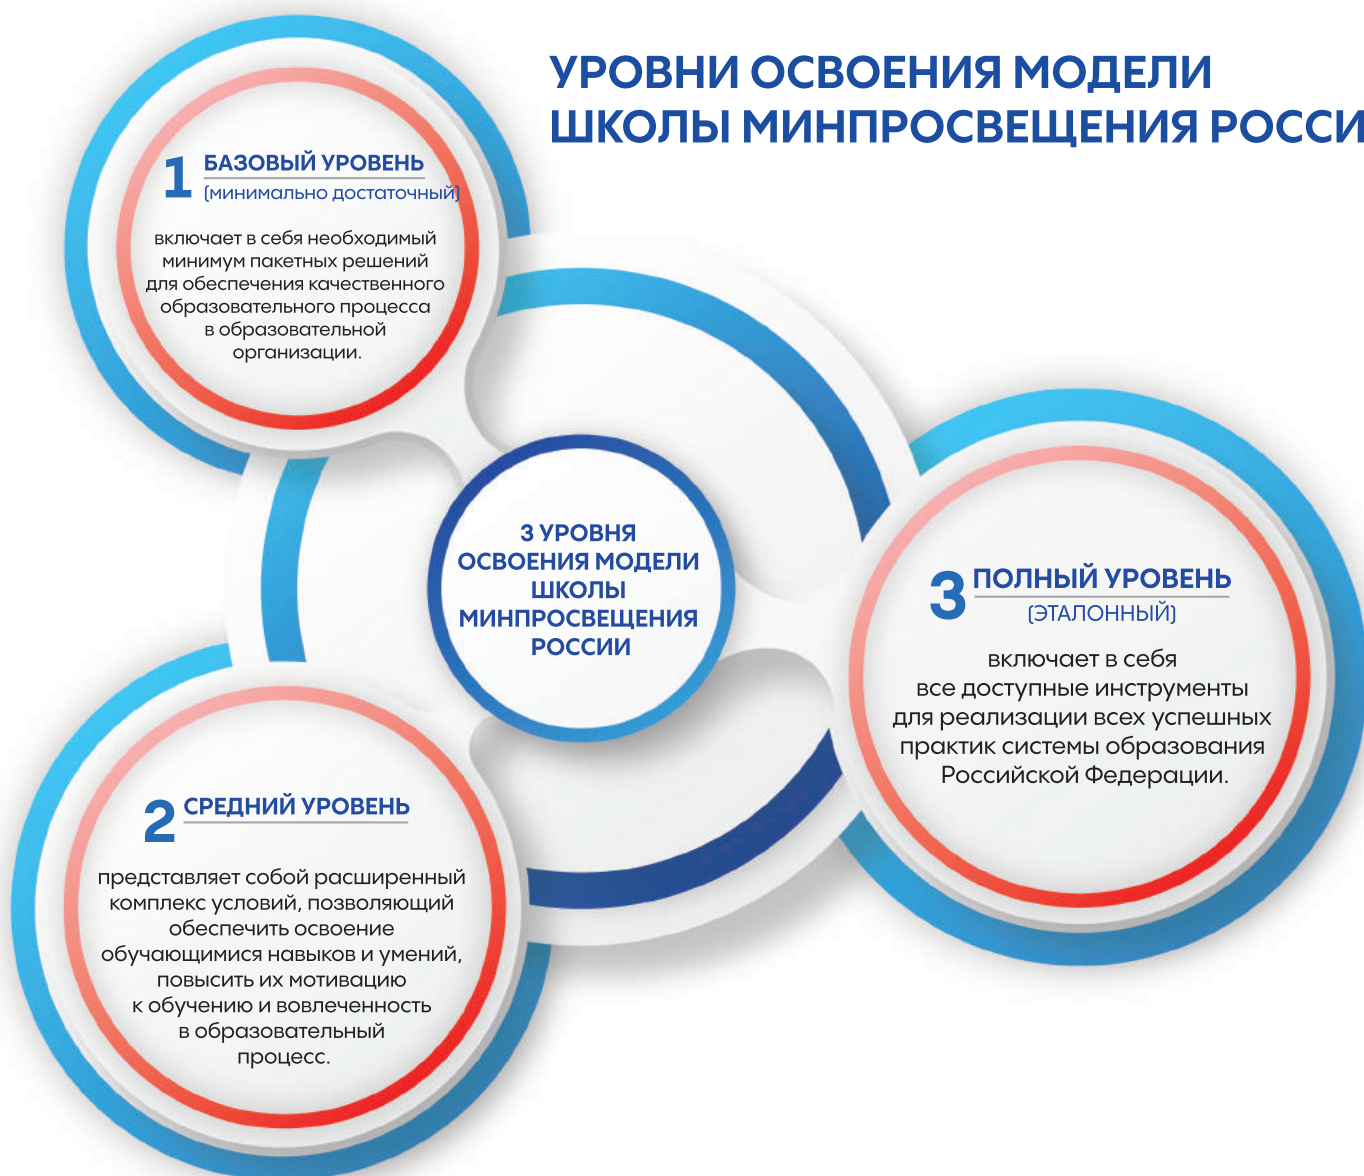 УРОВНИ ОСВОЕНИЯ МОДЕЛИ
ШКОЛЫ МИНПРОСВЕЩЕНИЯ РОССИ
1 БАЗОВЫЙ УРОВЕНЬ
(минимально достаточный)
включает в себя необходимый
минимум пакетных решений
для обеспечения качественного
образовательного процесса
в образовательной
организации.
3 УРОВНЯ
ОСВОЕНИЯ МОДЕЛИ
ШКОЛЫ
МИНПРОСВЕЩЕНИЯ
РОССИИ
2 СРЕДНИЙ УРОВЕНЬ
представляет собой расширенный
комплекс условий, позволяющий
обеспечить освоение
обучающимися навыков и умений,
повысить их мотивацию
к обучению и вовлеченность
в образовательный
процесс.
3 ПОЛНЫЙ УРОВЕНЬ
(ЭТАЛОННЫЙ)
включает в себя
все доступные инструменты
для реализации всех успешных
практик системы образования
Российской Федерации.